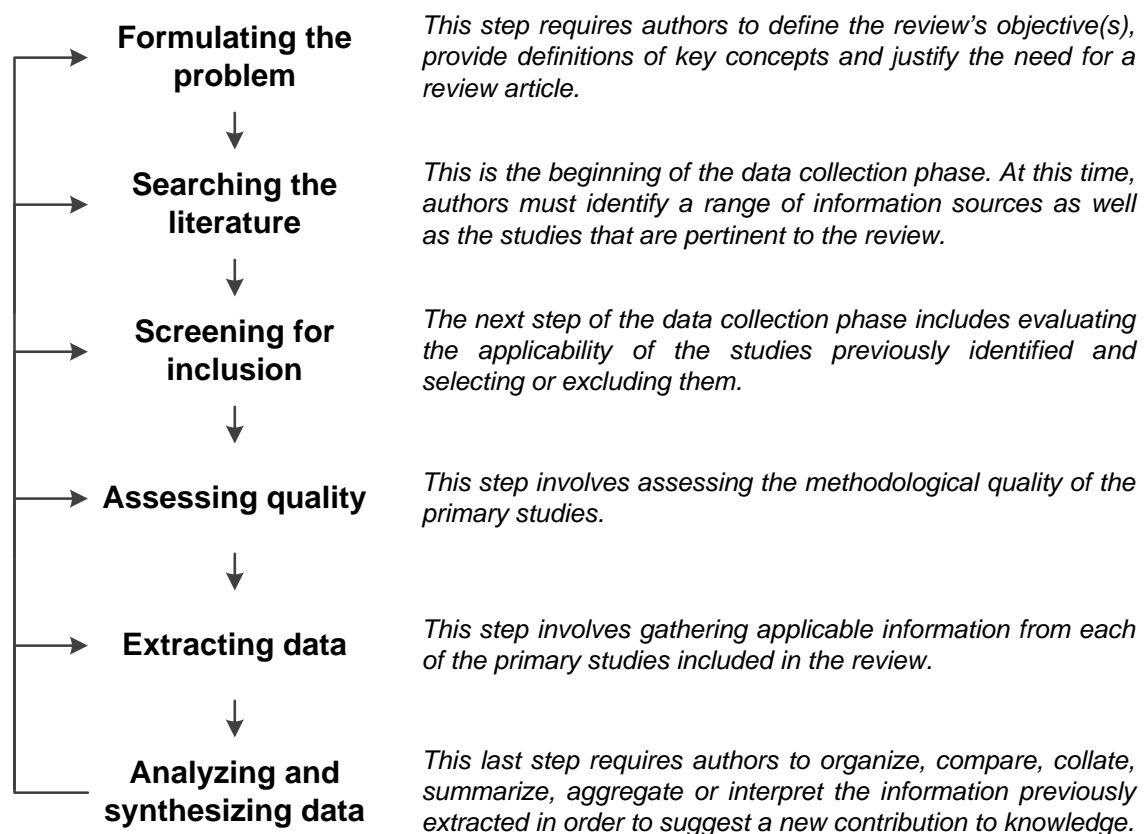 Formulating the
problem
This step requires authors to define the review's objective(s),
provide definitions of key concepts and justify the need for a
review article.
Searching the
literature
This is the beginning of the data collection phase. At this time,
authors must identify a range of information sources as well
as the studies that are pertinent to the review.
Screening for
inclusion
The next step of the data collection phase includes evaluating
the applicability of the studies previously identified and
selecting or excluding them.
Assessing quality
This step involves assessing the methodological quality of the
primary studies.
Extracting data
This step involves gathering applicable information from each
of the primary studies included in the review.
Analyzing and
synthesizing data
This last step requires authors to organize, compare, collate,
summarize, aggregate or interpret the information previously
extracted in order to suggest a new contribution to knowledge.